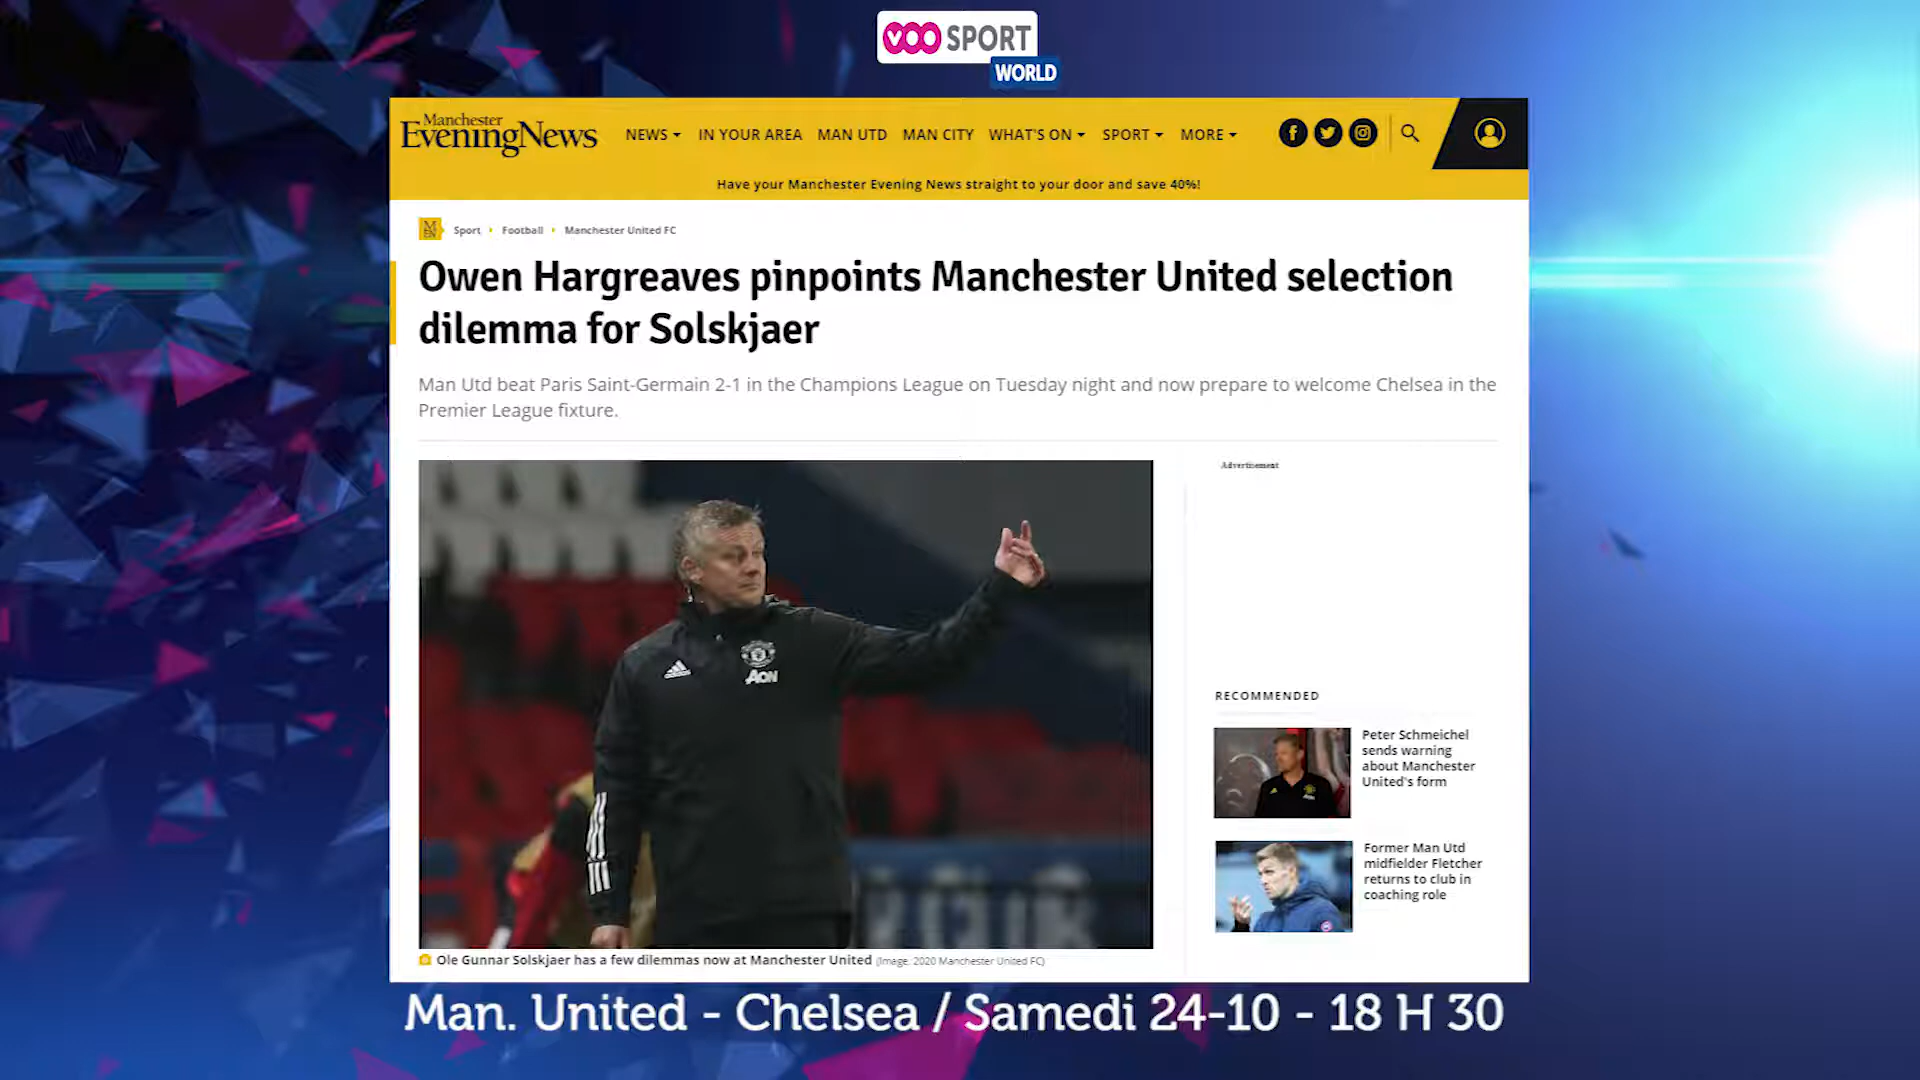 VOO SPORT
WORLD
Manchester
Evening News
NEWS IN YOUR AREA MAN UTD MAN CITY WHAT'S ON SPORT MORE
Have your Manchester Evening News straight to your door and save 40%!
M
EN
Sport Football Manchester United FC
Owen Hargreaves pinpoints Manchester United selection
dilemma for Solskjaer
Man Utd beat Paris Saint-Germain 2-1 in the Champions League on Tuesday night and now prepare to welcome Chelsea in the
Premier League fixture.
Advertisement
adidas
AON
RECOMMENDED
Peter Schmeichel
sends warning
about Manchester
United's form
AON
Former Man Utd
midfielder Fletcher
returns to club in
coaching role
Ole Gunnar Solskjaer has a few dilemmas now at Manchester United (Image: 2020 Manchester United FC)
Man. United - Chelsea / Samedi 24-10 - 18 H 30